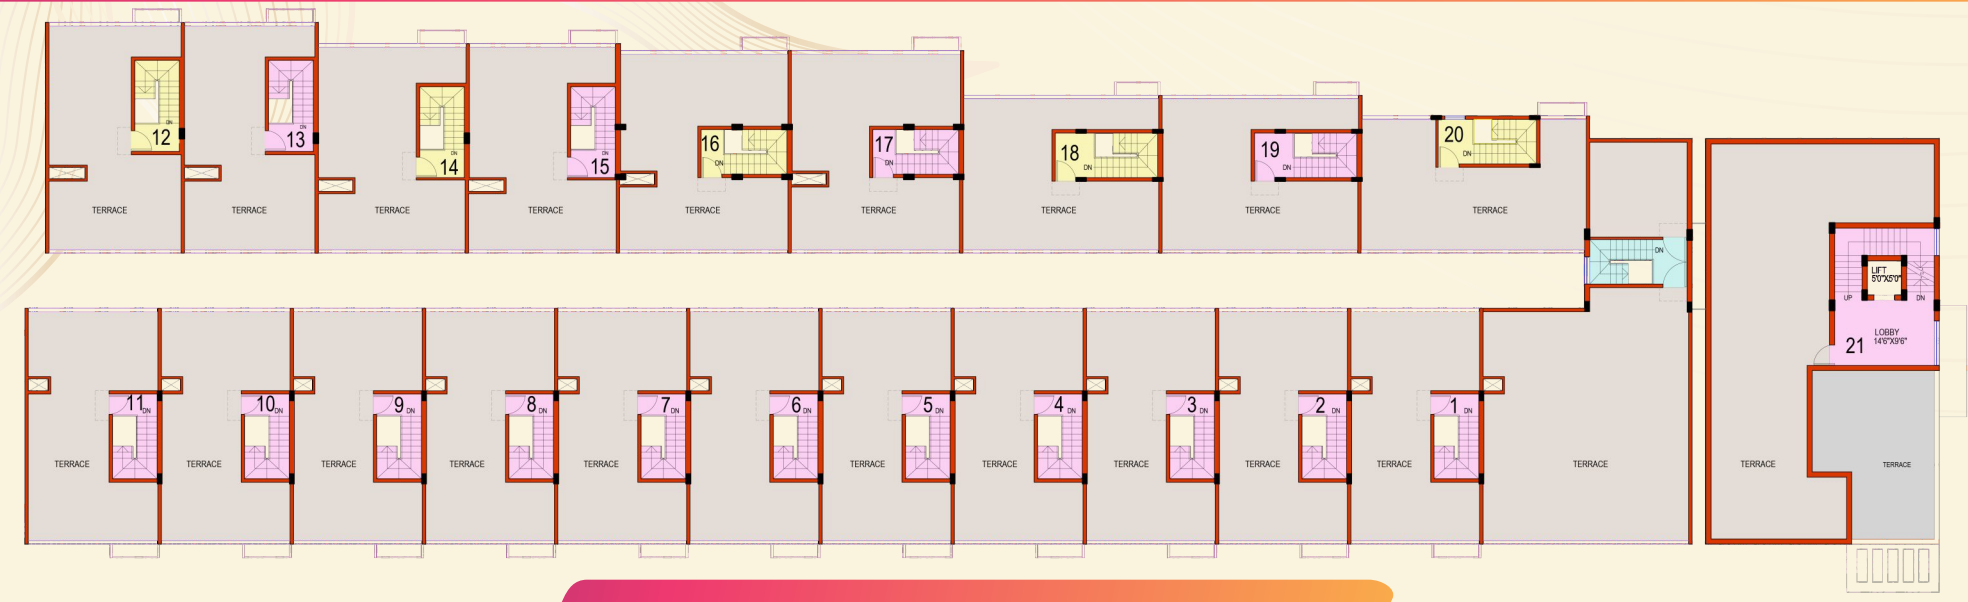 12
DN
13
DN
14
DN
15
DN
16
DN
17
DN
18
DN
19
DN
20
DN
TERRACE
TERRACE
TERRACE
TERRACE
TERRACE
TERRACE
TERRACE
TERRACE
TERRACE
DN
LIFT
5'0"X5'0"
UP
DN
LOBBY
14'6"X9'6"
21
11 DN
10 DN
9 DN
8 DN
7 DN
6 DN
5 DN
4 DN
3 DN
2 DN
1 DN
TERRACE
TERRACE
TERRACE
TERRACE
TERRACE
TERRACE
TERRACE
TERRACE
TERRACE
TERRACE
TERRACE
TERRACE
TERRACE
TERRACE